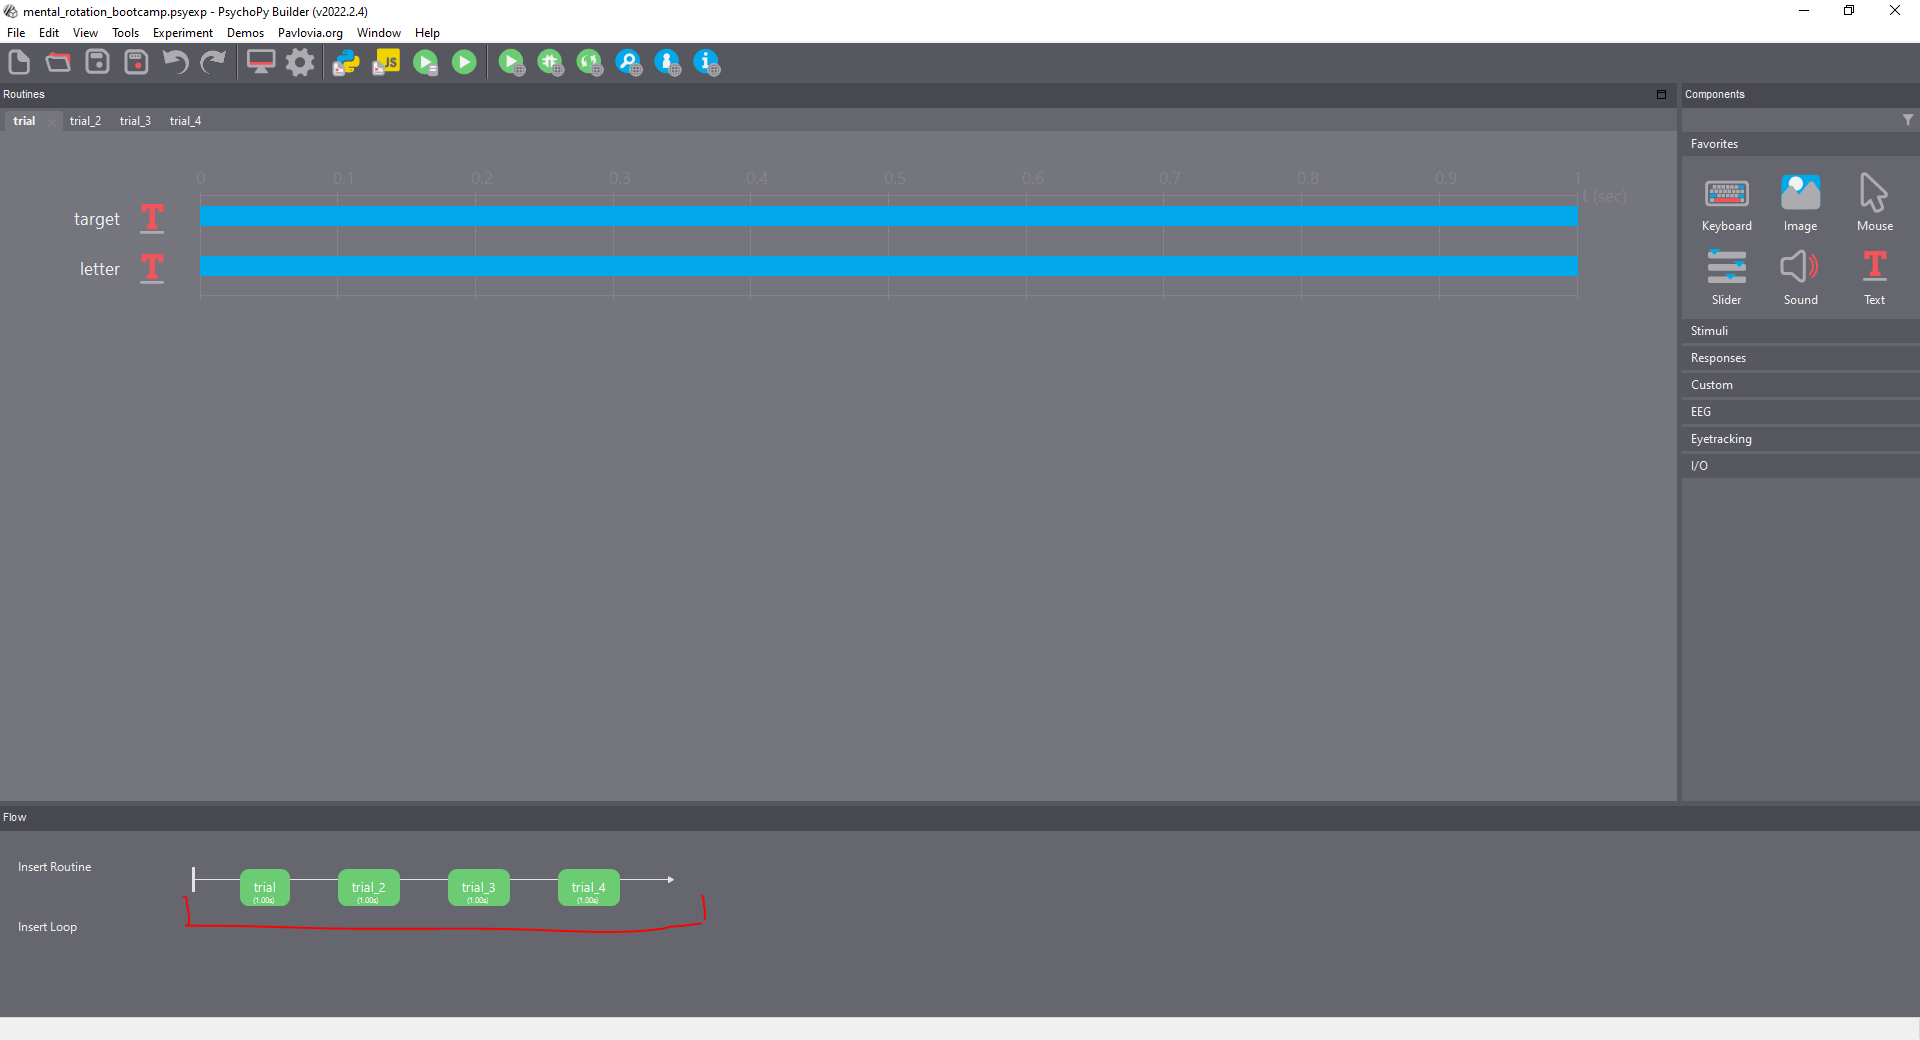 mental_rotation_bootcamp.psyexp - PsychoPy Builder (v2022.2.4)
File Edit View Tools Experiment Demos Pavlovia.org Window Help
JS
Routines
trial trial_2 trial_3 trial_4
0 0.1 0.2 0.3 0.4 0.5 0.6 0.7 0.8 0.9 1
1 (sec)
target T
letter T
Components
Favorites
Keyboard Image Mouse
Slider Sound Text
Stimuli
Responses
Custom
EEG
Eyetracking
I/O
Flow
Insert Routine
Insert Loop
trial trial_2 trial_3 trial_4
(1.00s) (1.00s) (1.00s) (1.00s)